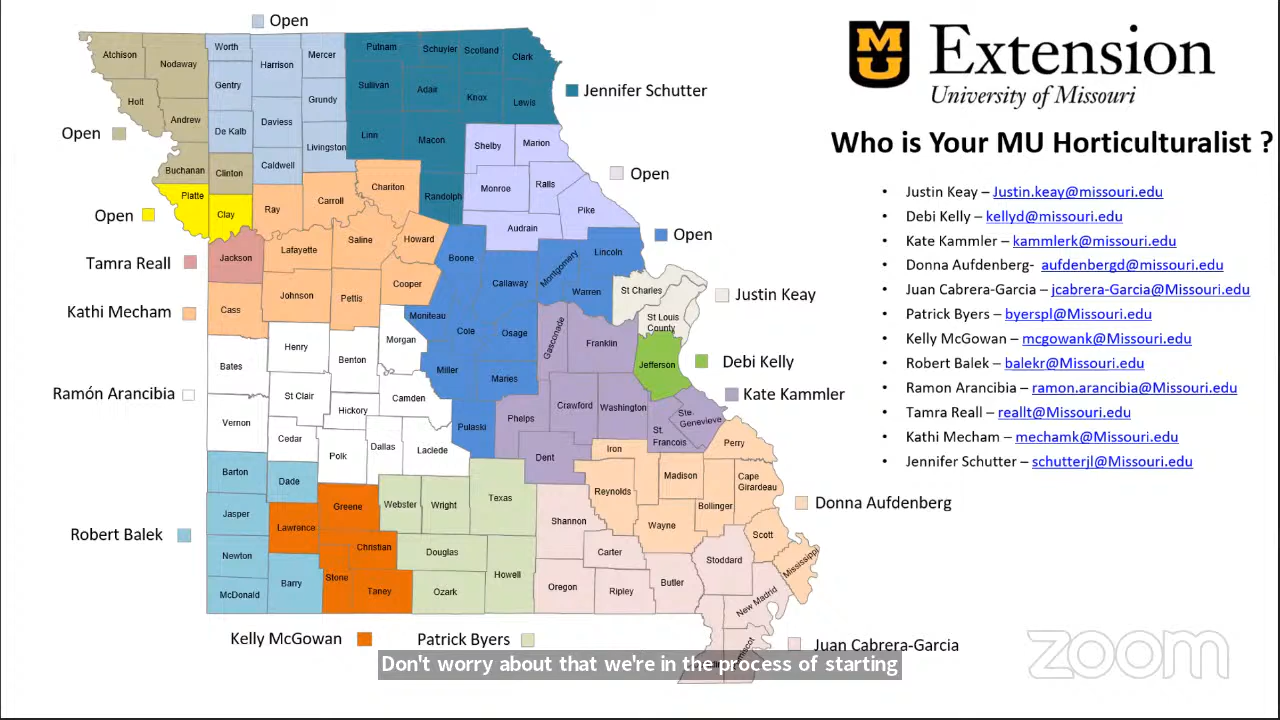 Open
Extension
University of Missouri
Who is Your MU Horticulturalist ?
• Justin Keay – Justin.keay@missouri.edu
• Debi Kelly – kellyd@missouri.edu
• Kate Kammler – kammlerk@missouri.edu
• Donna Aufdenberg- aufdenbergd@missouri.edu
• Juan Cabrera-Garcia – jcabrera-Garcia@Missouri.edu
• Patrick Byers – byerspl@Missouri.edu
• Kelly McGowan – mcgowank@Missouri.edu
• Robert Balek – balekr@Missouri.edu
• Ramon Arancibia – ramon.arancibia@Missouri.edu
• Tamra Reall – reallt@Missouri.edu
• Kathi Mecham – mechamk@Missouri.edu
• Jennifer Schutter – schutterjl@Missouri.edu
Jennifer Schutter
Open
Open
Open
Open
Tamra Reall
Kathi Mecham
Ramón Arancibia
Robert Balek
Kelly McGowan
Patrick Byers
Justin Keay
Debi Kelly
Kate Kammler
Donna Aufdenberg
Juan Cabrera-Garcia
Atchison
Nodaway
Worth
Harrison
Mercer
Putnam
Schuyler
Scotland
Clark
Holt
Gentry
Grundy
Sullivan
Adair
Knox
Lewis
Andrew
De Kalb
Daviess
Livingston
Linn
Macon
Shelby
Marion
Buchanan
Clinton
Caldwell
Chariton
Randolph
Monroe
Ralls
Pike
Platte
Clay
Ray
Carroll
Audrain
Jackson
Lafayette
Saline
Howard
Boone
Callaway
Montgomery
Lincoln
Warren
St Charles
Cass
Johnson
Pettis
Cooper
Moniteau
Cole
Osage
Gasconade
Franklin
St Louis
County
Jefferson
Bates
Henry
Benton
Morgan
Miller
Maries
St Clair
Camden
Hickory
Vernon
Cedar
Polk
Dallas
Laclede
Pulaski
Phelps
Crawford
Washington
Ste.
Genevieve
St.
Francois
Perry
Barton
Dade
Greene
Webster
Wright
Texas
Dent
Iron
Reynolds
Madison
Cape
Girardeau
Bollinger
Jasper
Lawrence
Christian
Douglas
Shannon
Wayne
Scott
Mississippi
Newton
Barry
Stone
Taney
Ozark
Howell
Oregon
Carter
Ripley
Butler
Stoddard
New Madrid
McDonald
zoom
Don't worry about that we're in the process of starting